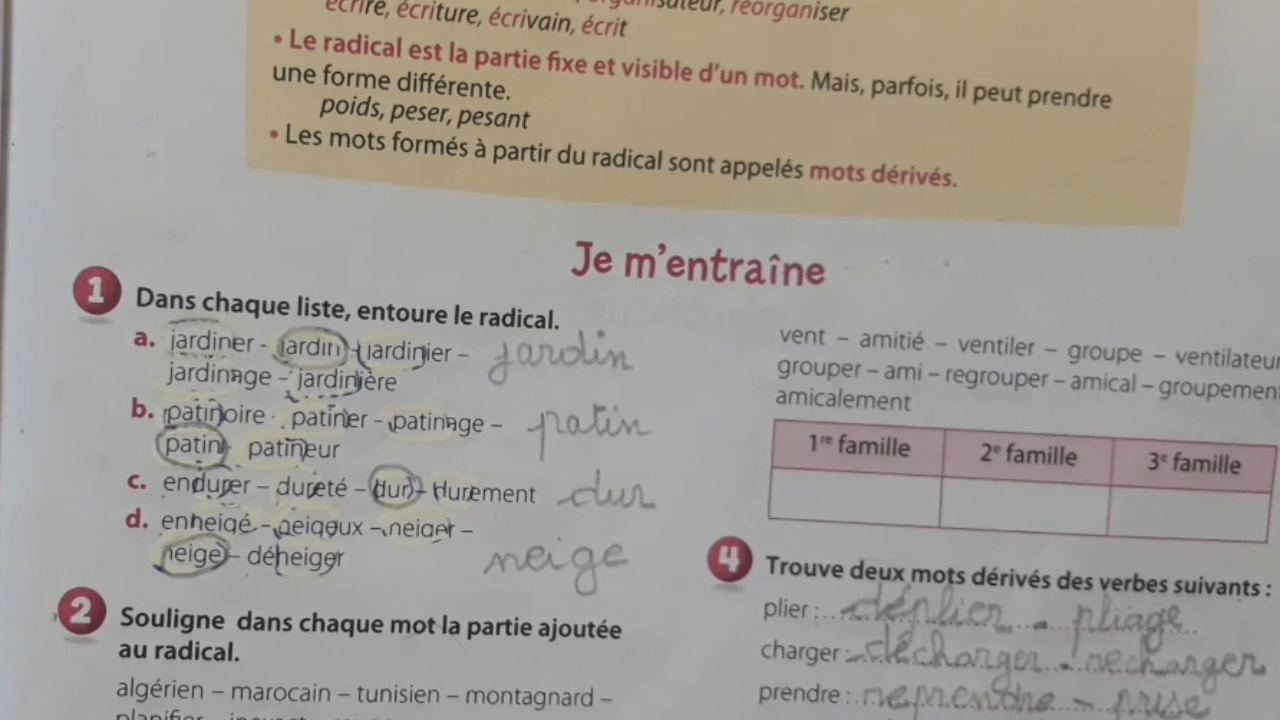 organisateur, réorganiser
écrire, écriture, écrivain, écrit
• Le radical est la partie fixe et visible d'un mot. Mais, parfois, il peut prendre
une forme différente.
poids, peser, pesant
• Les mots formés à partir du radical sont appelés mots dérivés.
Je m'entraîne
1 Dans chaque liste, entoure le radical.
a. jardiner - jardin - jardinier – jardin
jardinage - jardinière
b. patinoire - patiner – patinage – patin
patin - patineur
c. endurer – dureté – dur – durement dur
d. enneigé - neigeux – neiger –
neige – déneiger neige
2 Souligne dans chaque mot la partie ajoutée
au radical.
algérien – marocain – tunisien – montagnard –
planifier
vent – amitié – ventiler – groupe – ventilateur
grouper – ami – regrouper – amical – groupement
amicalement
1re famille 2e famille 3e famille
4 Trouve deux mots dérivés des verbes suivants :
plier : déplier - pliage
charger : décharger - recharger
prendre : reprendre - prise